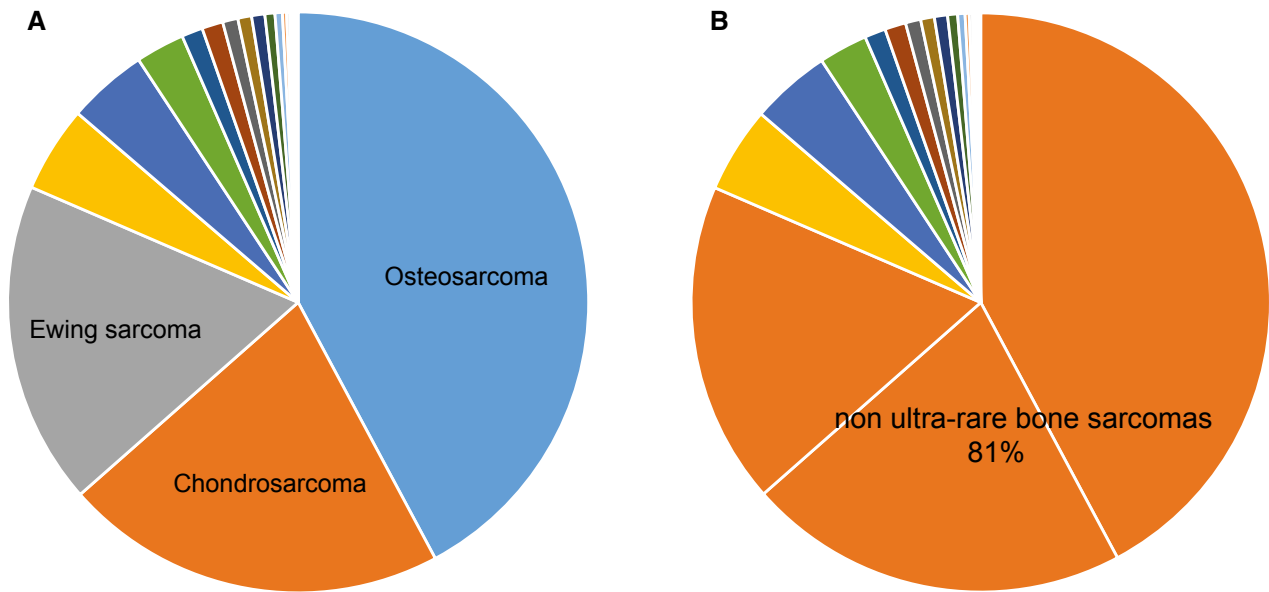 A
B
Osteosarcoma
Ewing sarcoma
Chondrosarcoma
non ultra-rare bone sarcomas
81%